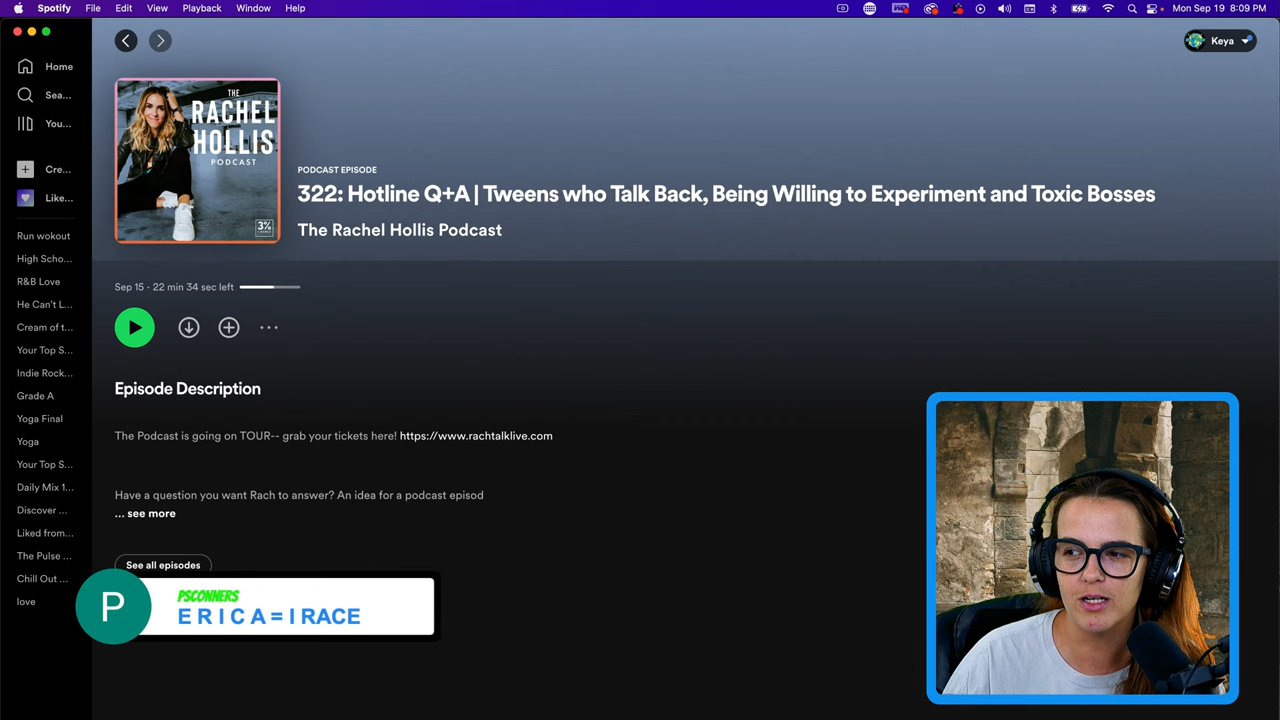 Spotify File Edit View Playback Window Help Mon Sep 19 8:09 PM
Home
Sea...
You...
Cre...
Like...
Run wokout
High Scho...
R&B Love
He Can't L...
Cream of t...
Your Top S...
Indie Rock...
Grade A
Yoga Final
Yoga
Your Top S...
Daily Mix 1...
Discover ...
Liked from...
The Pulse ...
Chill Out ...
love
Keya
THE
RACHEL
HOLLIS
PODCAST
3%
PODCAST EPISODE
322: Hotline Q+A | Tweens who Talk Back, Being Willing to Experiment and Toxic Bosses
The Rachel Hollis Podcast
Sep 15 · 22 min 34 sec left
Episode Description
The Podcast is going on TOUR-- grab your tickets here! https://www.rachtalklive.com
Have a question you want Rach to answer? An idea for a podcast episod
... see more
See all episodes
P
PSCONNERS
E R I C A = I RACE